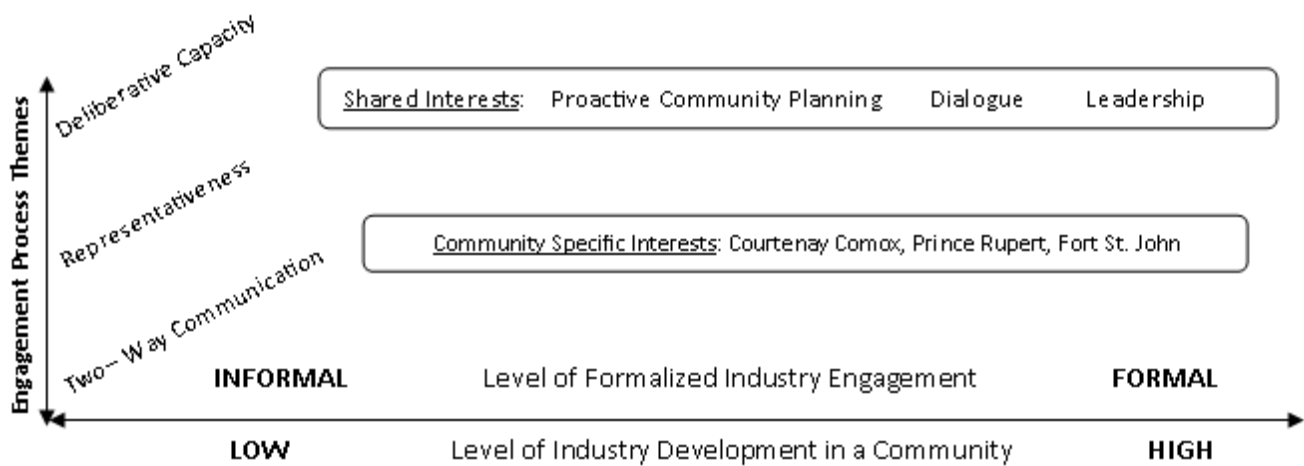 Engagement Process Themes
Deliberative Capacity
Representativeness
Two– Way Communication
Shared Interests: Proactive Community Planning Dialogue Leadership
Community Specific Interests: Courtenay Comox, Prince Rupert, Fort St. John
INFORMAL Level of Formalized Industry Engagement FORMAL
LOW Level of Industry Development in a Community HIGH